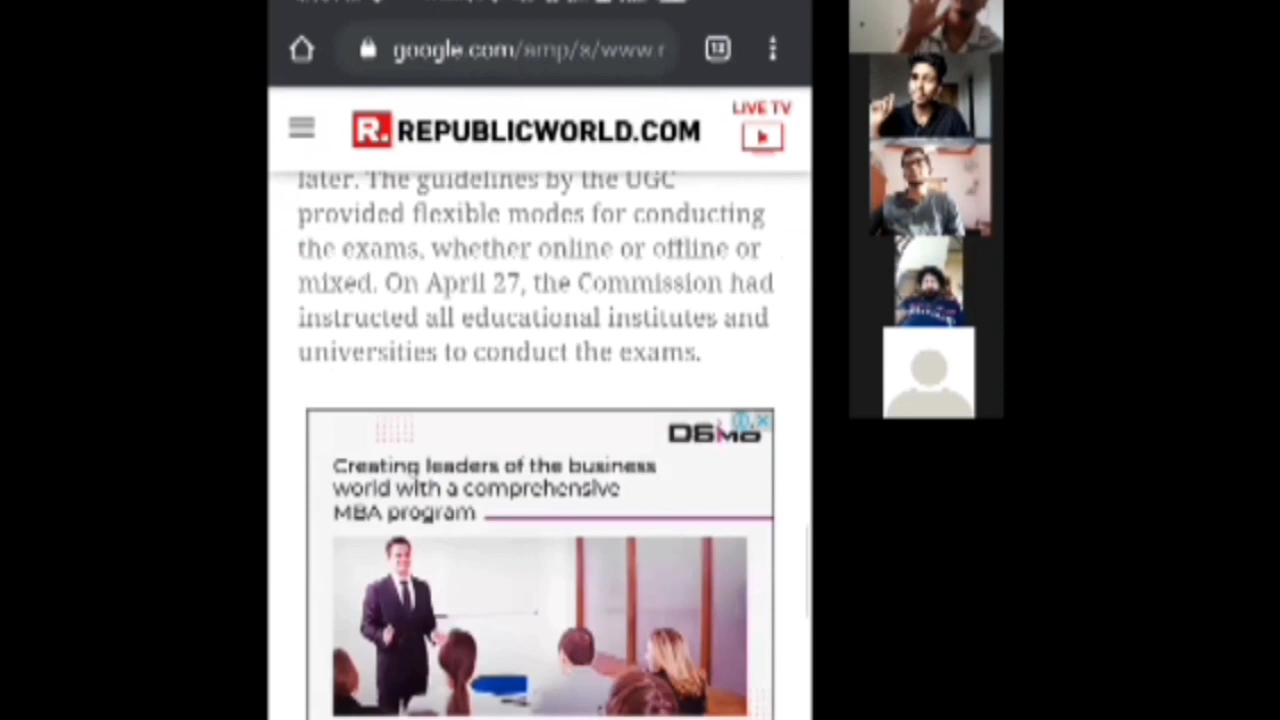 google.com/amp/s/www.r
18
R. REPUBLICWORLD.COM
LIVE TV
later. The guidelines by the UGC
provided flexible modes for conducting
the exams, whether online or offline or
mixed. On April 27, the Commission had
instructed all educational institutes and
universities to conduct the exams.
Creating leaders of the business
world with a comprehensive
MBA program